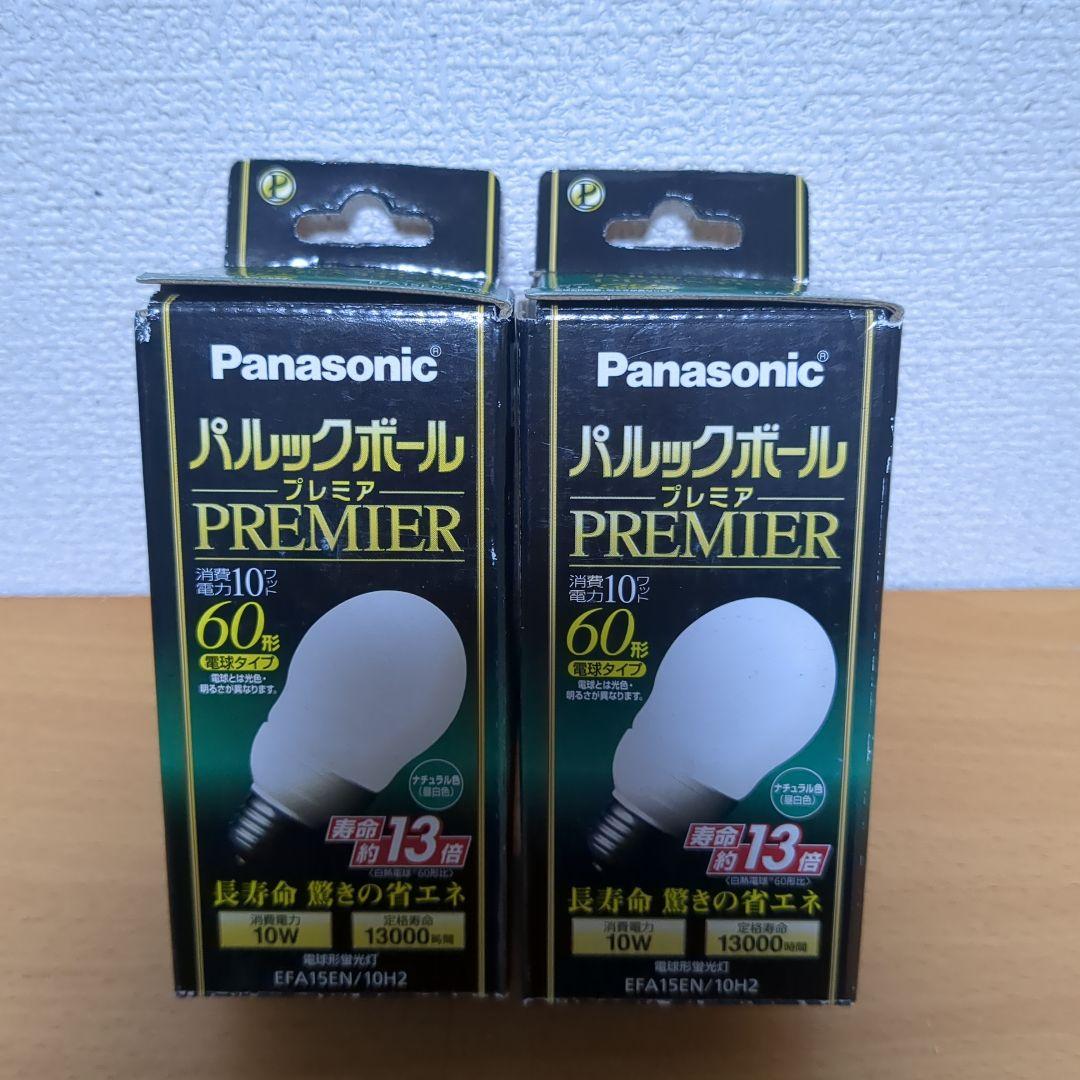 P
EFA15EN/10H2
Panasonic®
パルックボール
プレミア
PREMIER
消費電力10ワット
60形
電球タイプ
電球とは光色・
明るさが異なります。
ナチュラル色
(昼白色)
寿命
約13倍
〈白熱電球60形比〉
長寿命 驚きの省エネ
消費電力
10W
定格寿命
13000時間
電球形蛍光灯
EFA15EN/10H2
P
Panasonic®
パルックボール
プレミア
PREMIER
消費電力10ワット
60形
電球タイプ
電球とは光色・
明るさが異なります。
ナチュラル色
(昼白色)
寿命
約13倍
〈白熱電球60形比〉
長寿命 驚きの省エネ
消費電力
10W
定格寿命
13000時間
電球形蛍光灯
EFA15EN/10H2